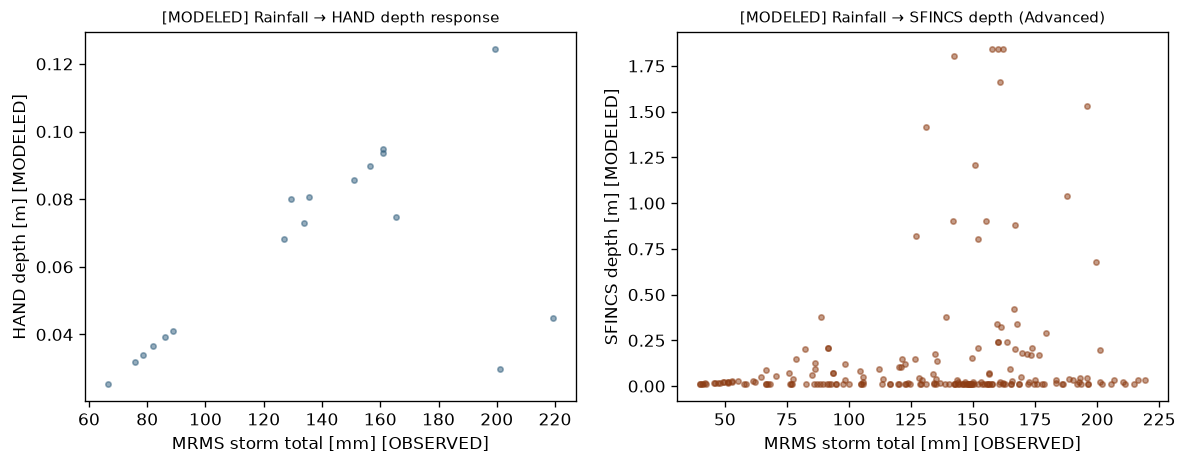 [MODELED] Rainfall → HAND depth response
HAND depth [m] [MODELED]
0.12
0.10
0.08
0.06
0.04
60 80 100 120 140 160 180 200 220
MRMS storm total [mm] [OBSERVED]
[MODELED] Rainfall → SFINCS depth (Advanced)
SFINCS depth [m] [MODELED]
1.75
1.50
1.25
1.00
0.75
0.50
0.25
0.00
50 75 100 125 150 175 200 225
MRMS storm total [mm] [OBSERVED]